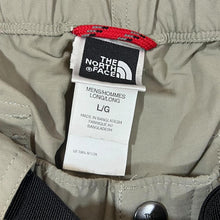 THE
NORTH
FACE
MENS/HOMMES
LONG/LONG
L/G
MADE IN BANGLADESH
FABRIQUÉ AU
BANGLADESH